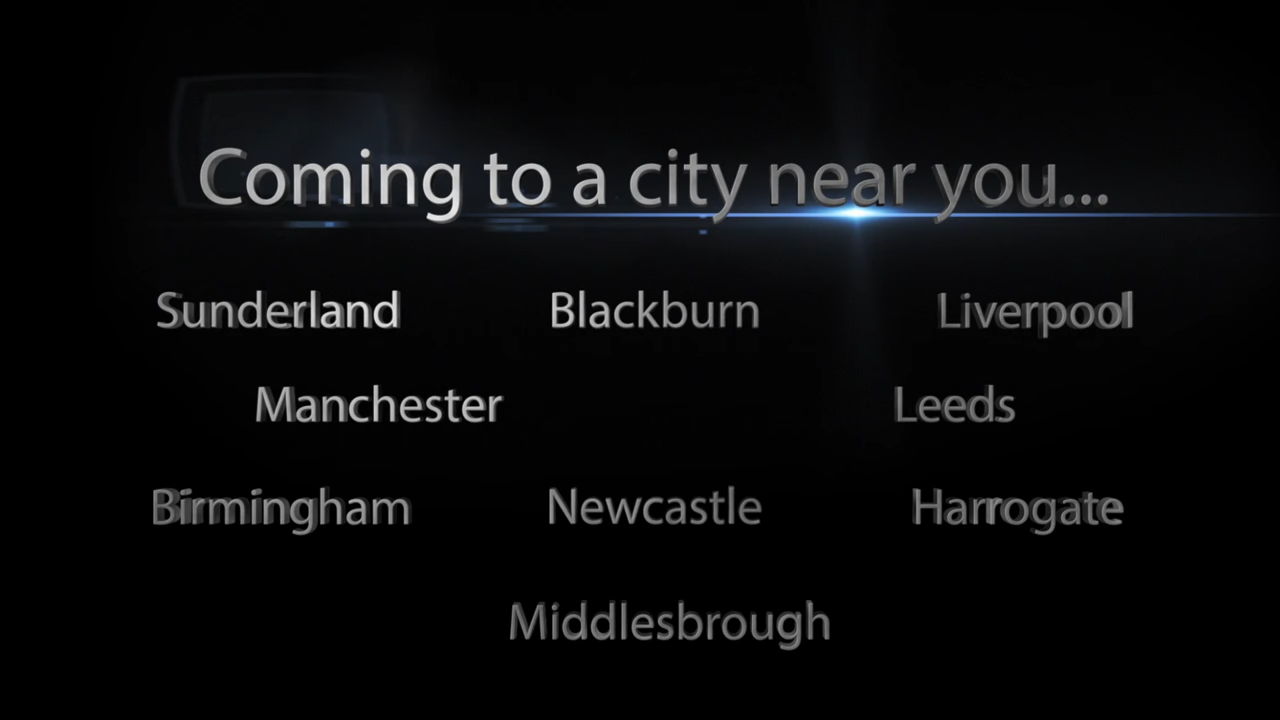 Coming to a city near you...
Sunderland Blackburn Liverpool
Manchester Leeds
Birmingham Newcastle Harrogate
Middlesbrough